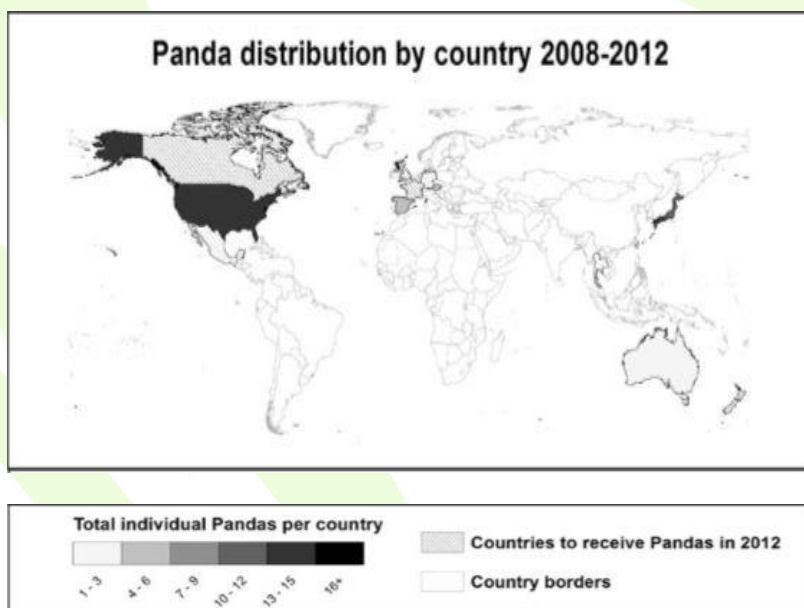 Panda distribution by country 2008-2012
Total individual Pandas per country
1 - 3
4 - 6
7 - 9
10 - 12
13 - 15
16+
Countries to receive Pandas in 2012
Country borders